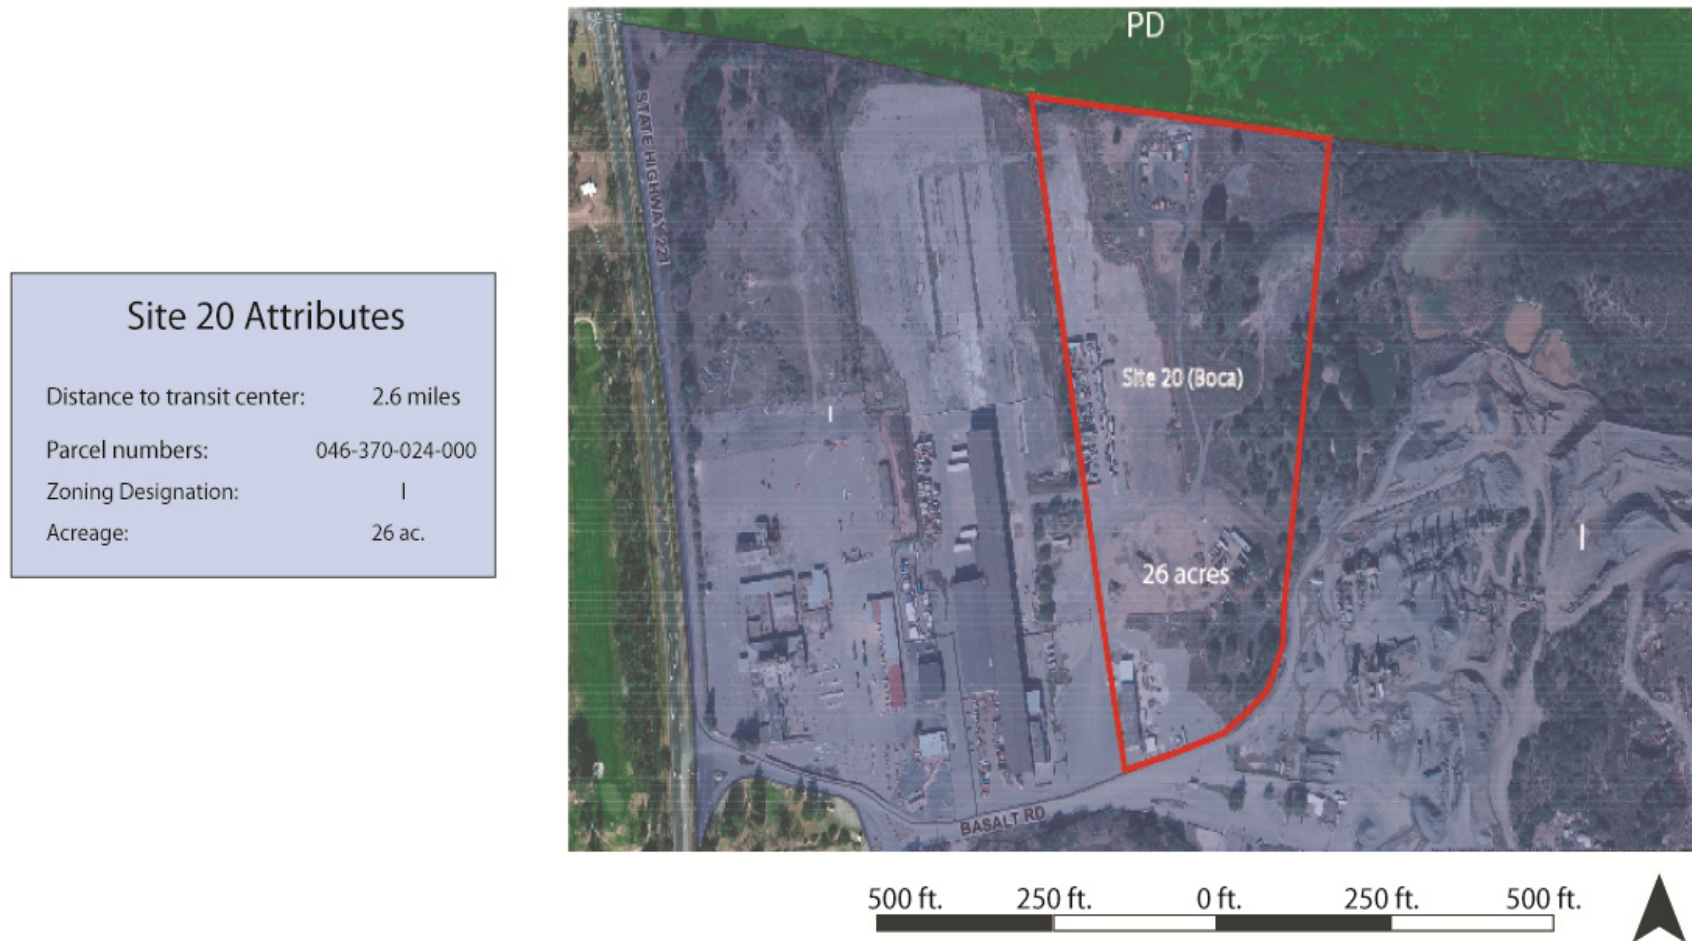 PD
STATE HIGHWAY 221
Site 20 Attributes
Distance to transit center: 2.6 miles
Parcel numbers: 046-370-024-000
Zoning Designation: I
Acreage: 26 ac.
Site 20 (Boca)
I
26 acres
I
BASALT RD
500 ft. 250 ft. 0 ft. 250 ft. 500 ft.